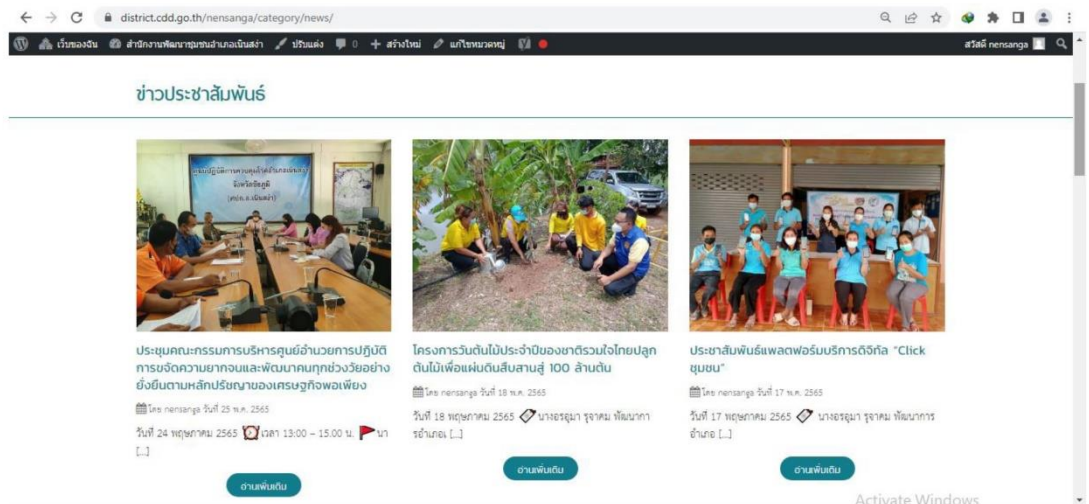 district.cdd.go.th/nensanga/category/news/
เว็บของฉัน สำนักงานพัฒนาชุมชนอำเภอเนินสง่า ปรับแต่ง 0 + สร้างใหม่ แก้ไขหมวดหมู่ สวัสดี nensanga
ข่าวประชาสัมพันธ์
จังหวัดชัยภูมิ
(ศปก.อ.เนินสง่า)
ประชุมคณะกรรมการบริหารศูนย์อำนวยการปฏิบัติ
การขจัดความยากจนและพัฒนาคนทุกช่วงวัยอย่าง
ยั่งยืนตามหลักปรัชญาของเศรษฐกิจพอเพียง
โดย nensanga วันที่ 25 พ.ค. 2565
วันที่ 24 พฤษภาคม 2565 เวลา 13:00 – 15.00 น. นา
[...]
อ่านเพิ่มเติม
โครงการวันต้นไม้ประจำปีของชาติรวมใจไทยปลูก
ต้นไม้เพื่อแผ่นดินสืบสานสู่ 100 ล้านต้น
โดย nensanga วันที่ 18 พ.ค. 2565
วันที่ 18 พฤษภาคม 2565 นางอรอุมา รุจาคม พัฒนากา
รอำเภอเ [...]
อ่านเพิ่มเติม
ประชาสัมพันธ์แพลตฟอร์มบริการดิจิทัล “Click
ชุมชน”
โดย nensanga วันที่ 17 พ.ค. 2565
วันที่ 17 พฤษภาคม 2565 นางอรอุมา รุจาคม พัฒนาการ
อำเภอ [...]
อ่านเพิ่มเติม
Activate Windows